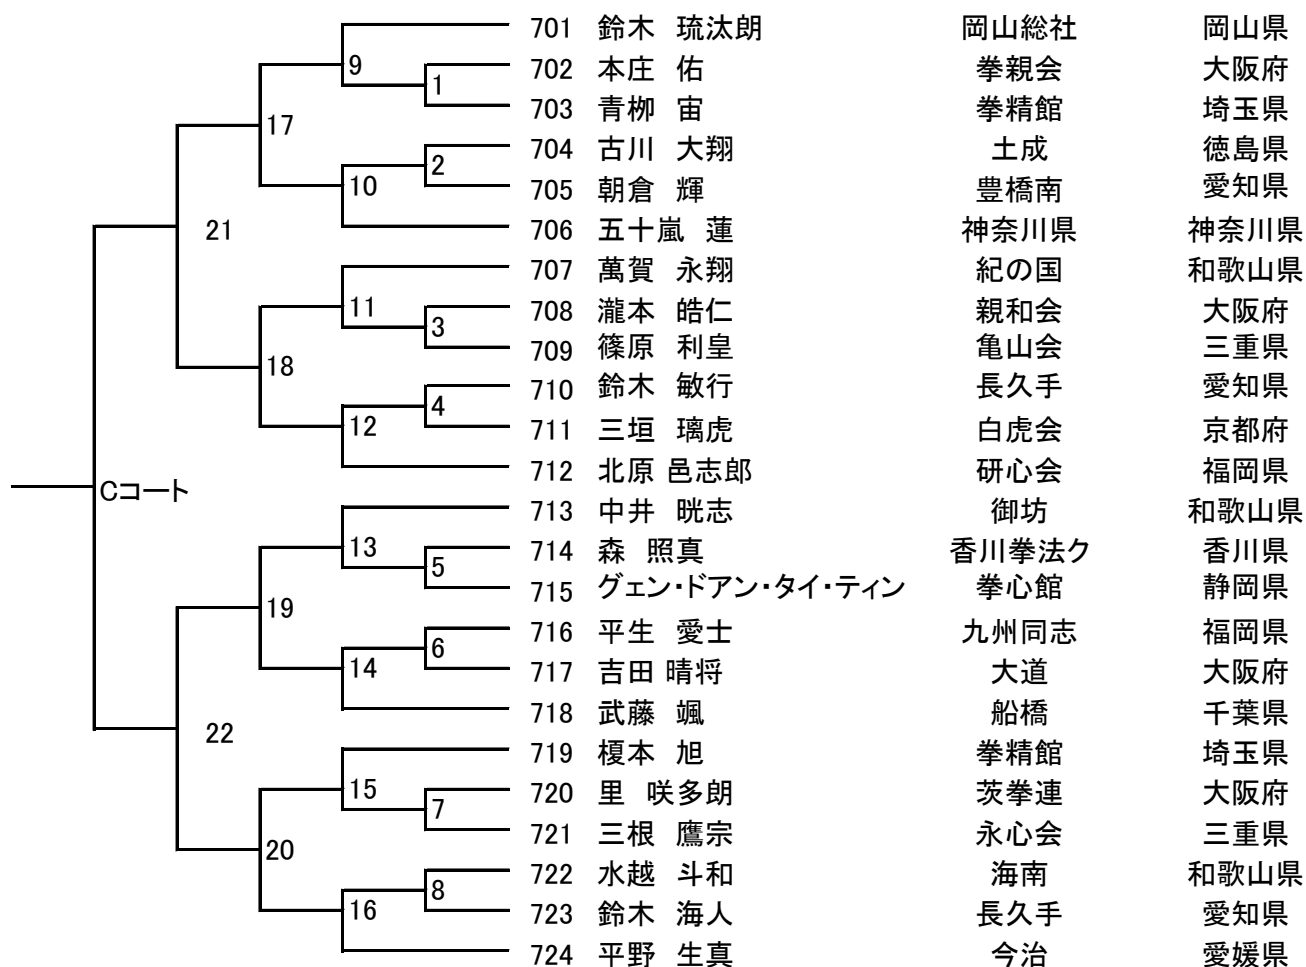 701 鈴木 琉汰朗 岡山総社 岡山県
9
702 本庄 佑 拳親会 大阪府
1
703 青栁 宙 拳精館 埼玉県
17
704 古川 大翔 土成 徳島県
2
10
705 朝倉 輝 豊橋南 愛知県
21
706 五十嵐 蓮 神奈川県 神奈川県
707 萬賀 永翔 紀の国 和歌山県
11
708 瀧本 皓仁 親和会 大阪府
3
709 篠原 利皇 亀山会 三重県
18
710 鈴木 敏行 長久手 愛知県
4
12
711 三垣 璃虎 白虎会 京都府
712 北原 邑志郎 研心会 福岡県
Cコート
713 中井 晄志 御坊 和歌山県
13
714 森 照真 香川拳法ク 香川県
5
715 グェン・ドアン・タイ・ティン 拳心館 静岡県
19
716 平生 愛士 九州同志 福岡県
6
14
717 吉田 晴将 大道 大阪府
718 武藤 颯 船橋 千葉県
22
719 榎本 旭 拳精館 埼玉県
15
720 里 咲多朗 茨拳連 大阪府
7
721 三根 鷹宗 永心会 三重県
20
722 水越 斗和 海南 和歌山県
8
16
723 鈴木 海人 長久手 愛知県
724 平野 生真 今治 愛媛県